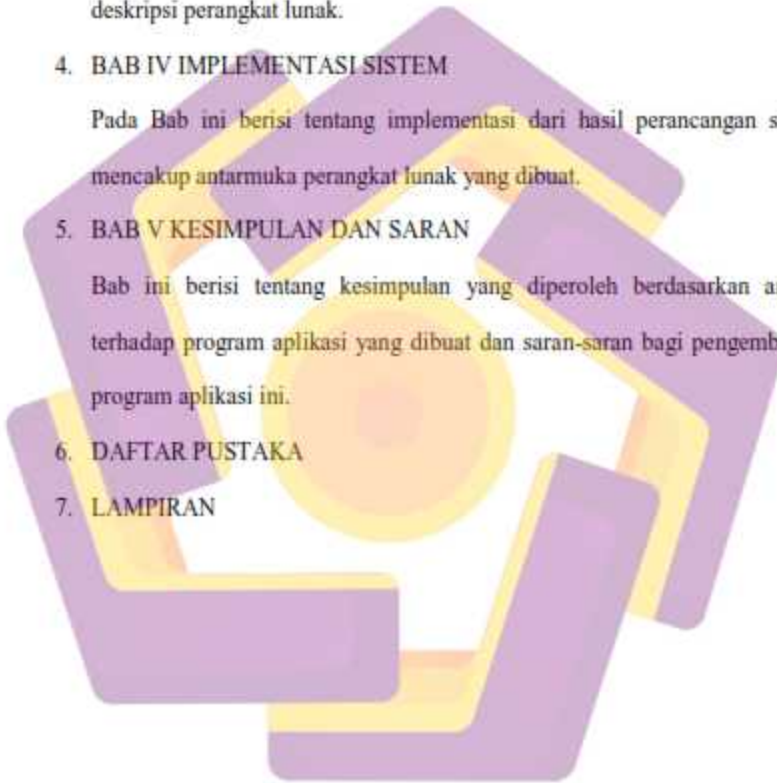 deskripsi perangkat lunak.
4. BAB IV IMPLEMENTASI SISTEM
Pada Bab ini berisi tentang implementasi dari hasil perancangan
mencakup antarmuka perangkat lunak yang dibuat.
5. BAB V KESIMPULAN DAN SARAN
Bab ini berisi tentang kesimpulan yang diperoleh berdasarkan
terhadap program aplikasi yang dibuat dan saran-saran bagi
program aplikasi ini.
6. DAFTAR PUSTAKA
7. LAMPIRAN